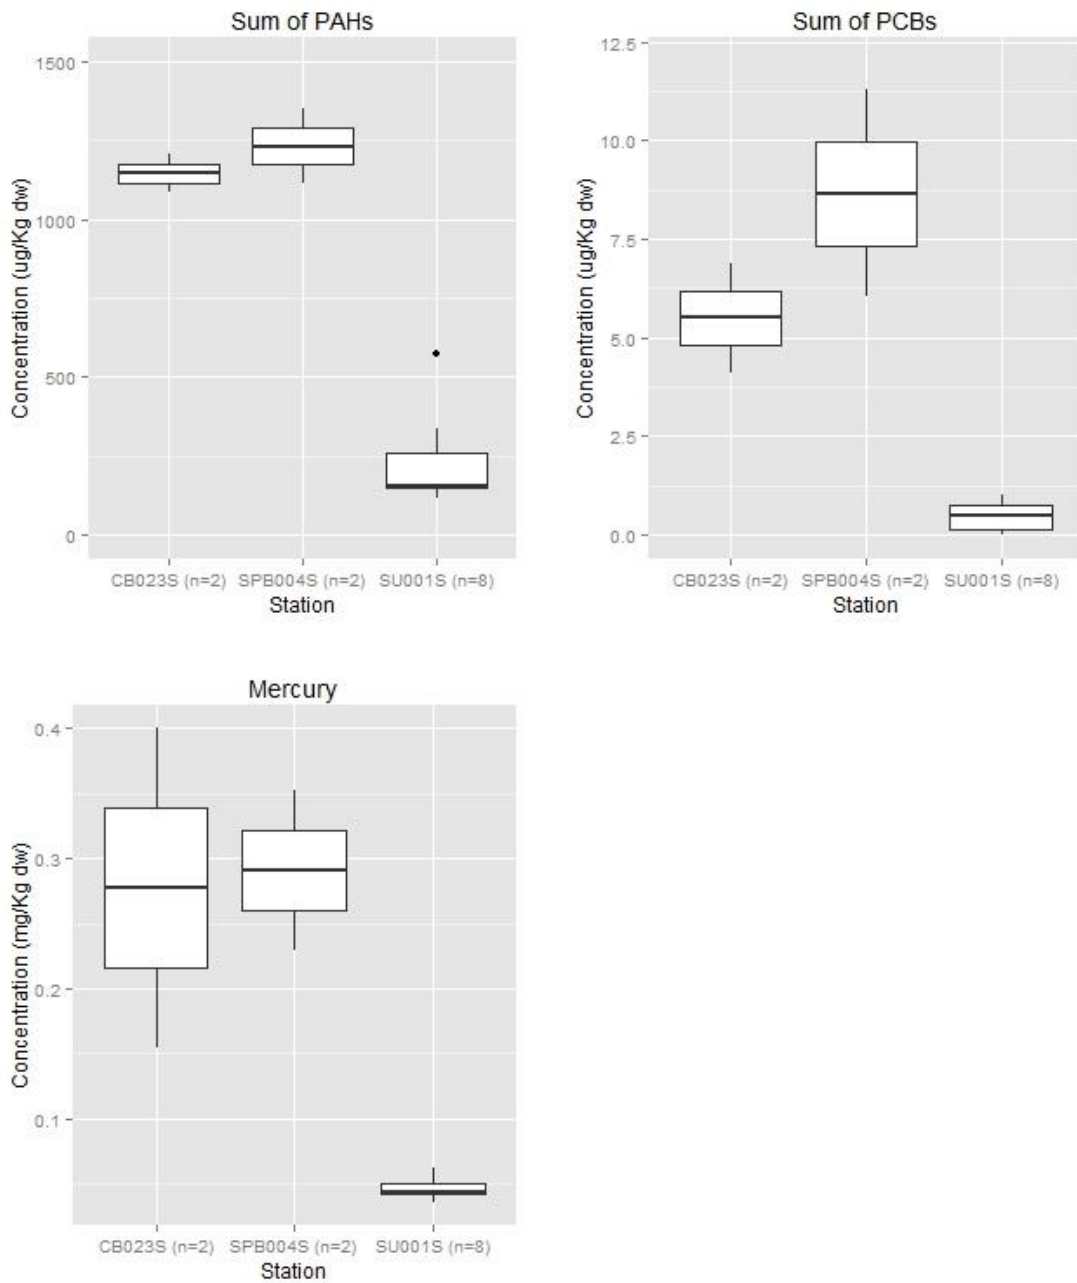 Sum of PAHs
1500
1000
500
0
Concentration (ug/Kg dw)
CB023S (n=2) SPB004S (n=2) SU001S (n=8)
Station
Sum of PCBs
12.5
10.0
7.5
5.0
2.5
0.0
Concentration (ug/Kg dw)
CB023S (n=2) SPB004S (n=2) SU001S (n=8)
Station
Mercury
0.4
0.3
0.2
0.1
Concentration (mg/Kg dw)
CB023S (n=2) SPB004S (n=2) SU001S (n=8)
Station